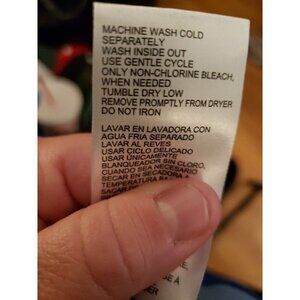 MACHINE WASH COLD
SEPARATELY
WASH INSIDE OUT
USE GENTLE CYCLE
ONLY NON-CHLORINE BLEACH,
WHEN NEEDED
TUMBLE DRY LOW
REMOVE PROMPTLY FROM DRYER
DO NOT IRON
LAVAR EN LAVADORA CON
AGUA FRIA SEPARADO
LAVAR AL REVES
USAR CICLO DELICADO
USAR ÚNICAMENTE
BLANQUEADOR SIN CLORO,
CUANDO SEA NECESARIO
SECAR EN SECADORA A
TEMPERATURA